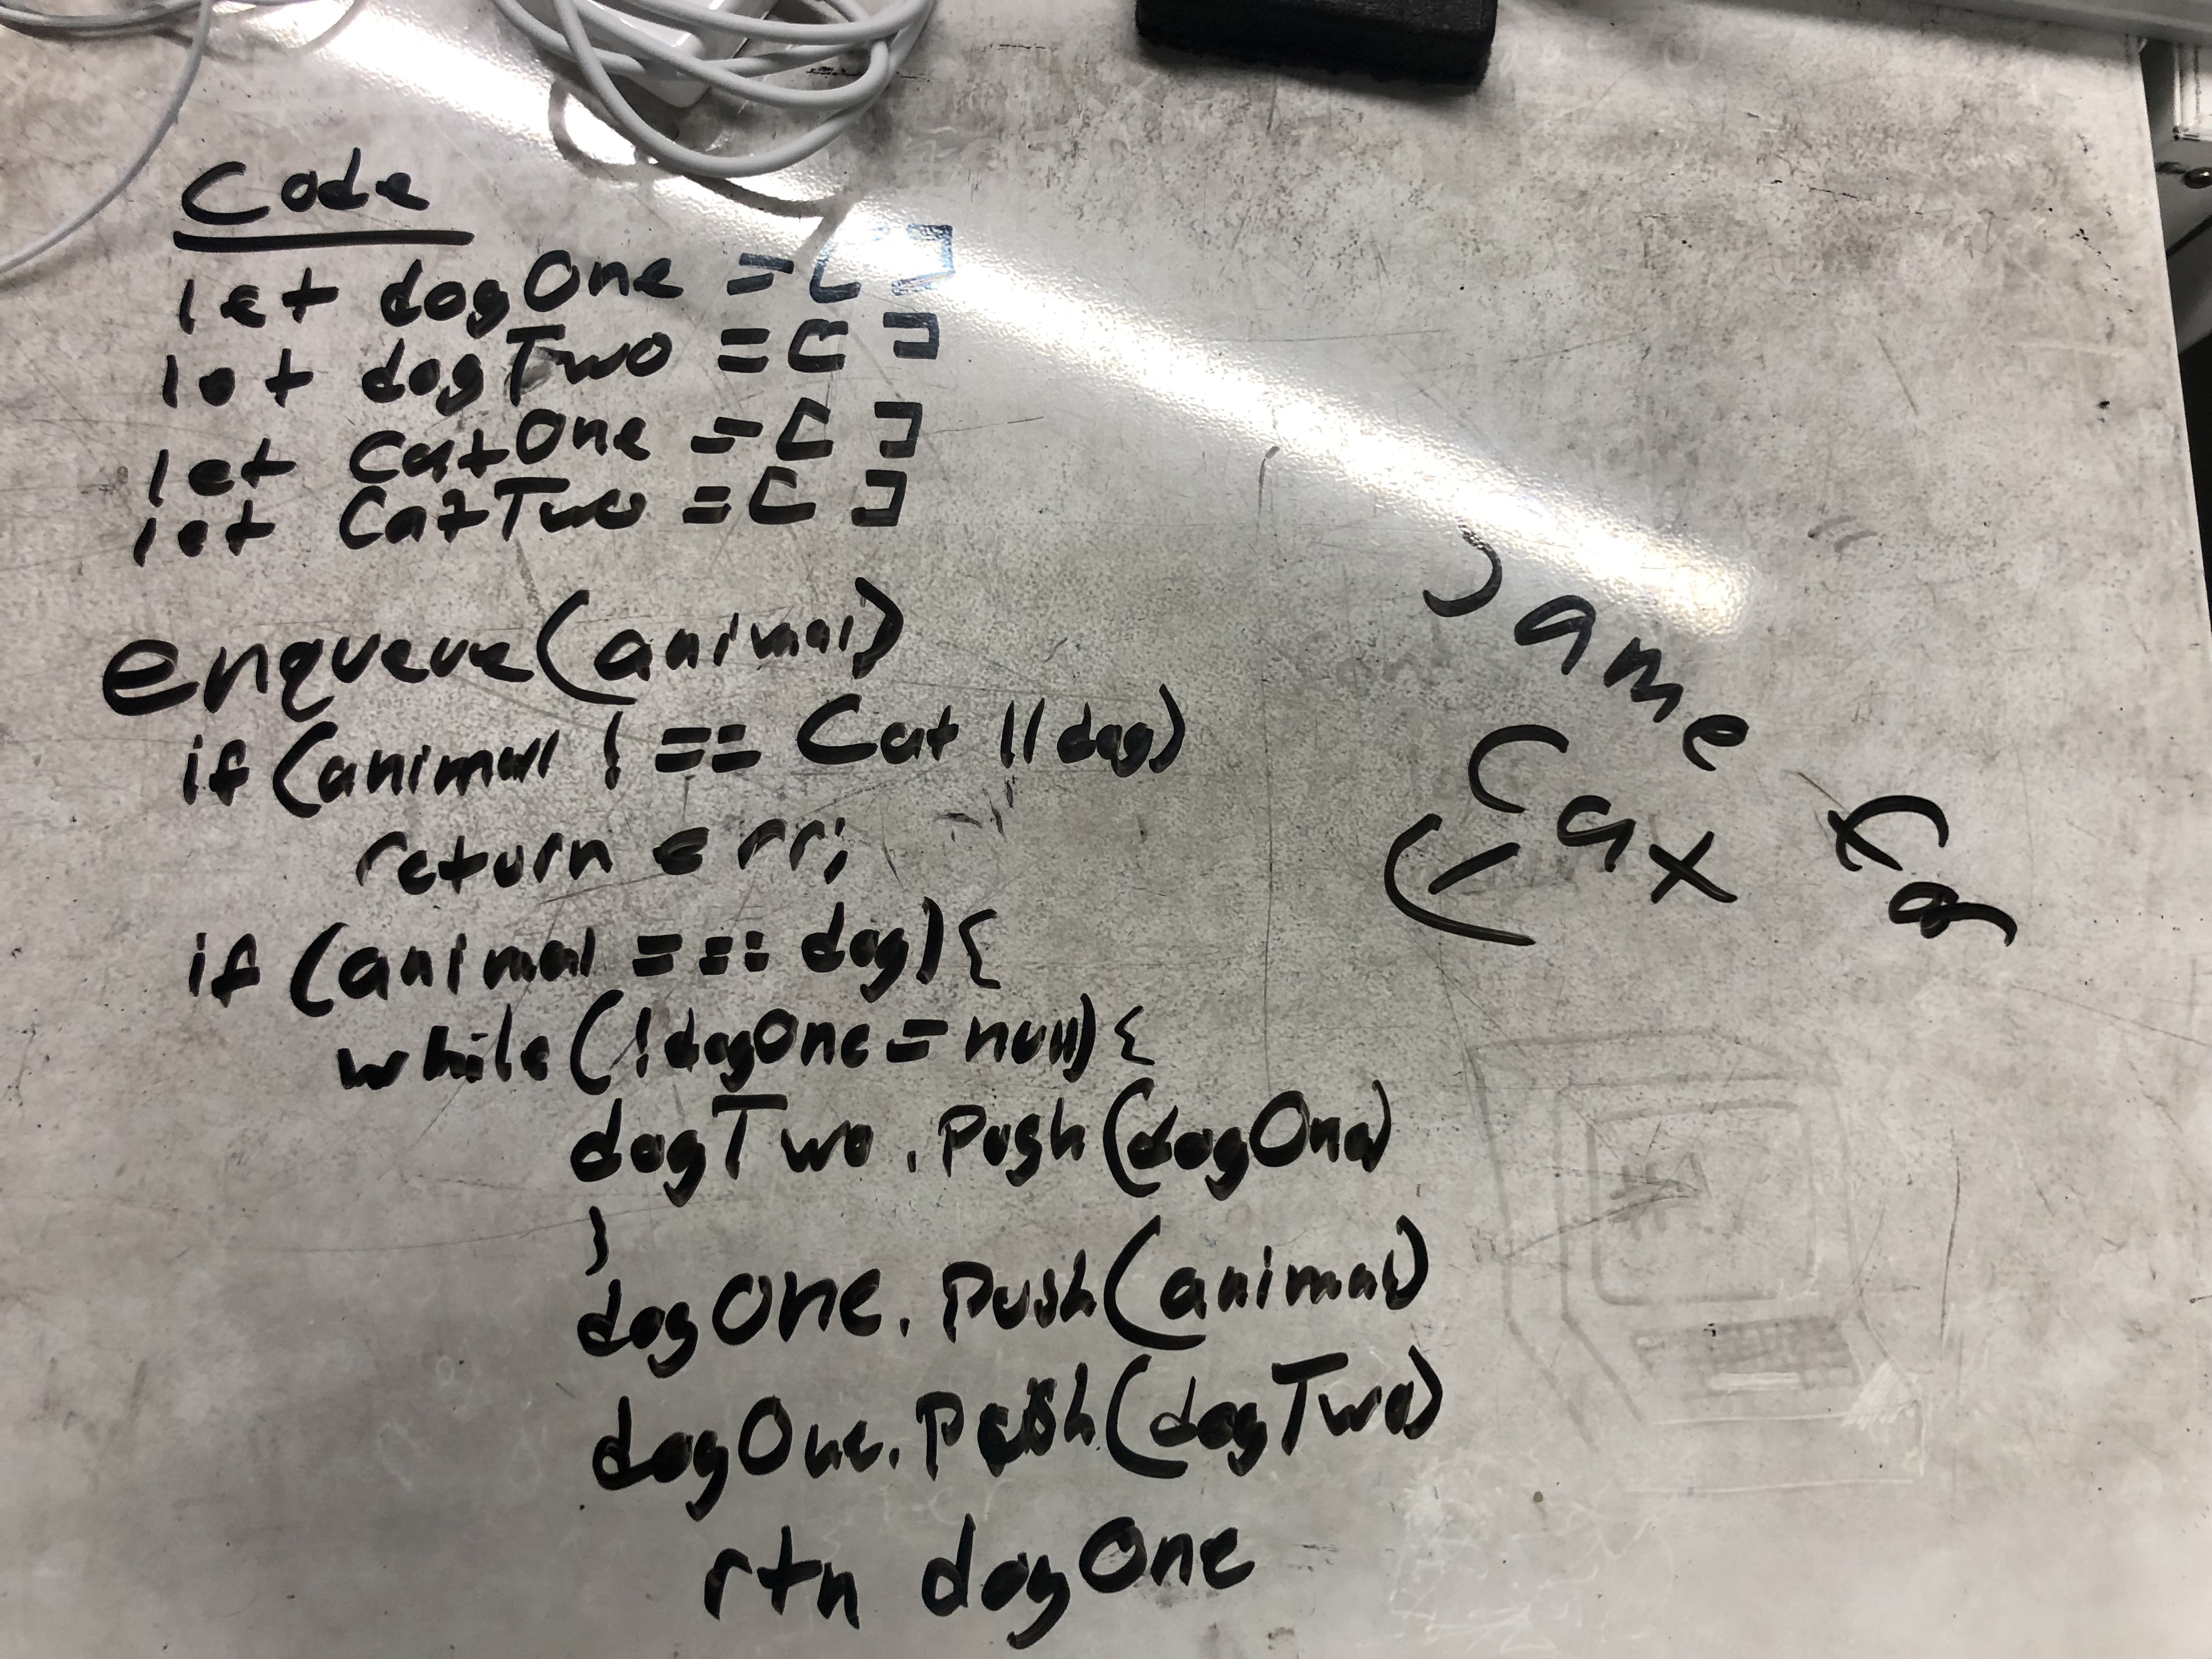 Code
let dogOne = [ ]
let dogTwo = [ ]
let CatOne = [ ]
let CatTwo = [ ]
enqueue(animal)
if (animal !== Cat || dog)
return err;
if (animal === dog) {
while (!dogOne = null) {
dogTwo.Push(dogOne)
}
dogOne.Push(animal)
dogOne.Push(dogTwo)
rtn dogOne
Same
for
Cat